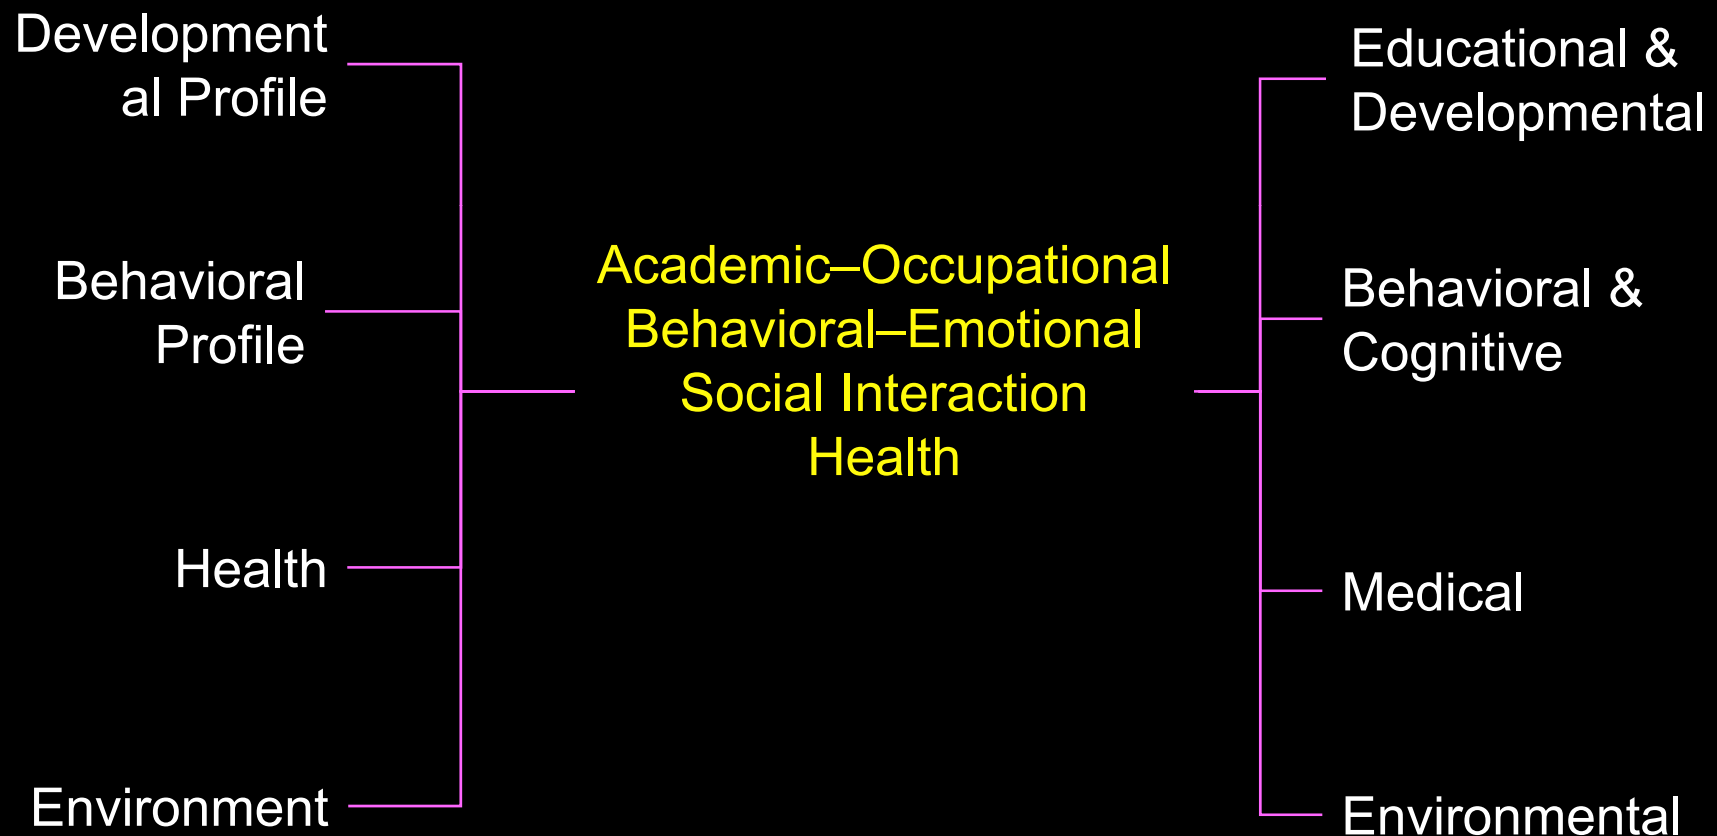 Development
al Profile
Behavioral
Profile
Health
Environment
Academic–Occupational
Behavioral–Emotional
Social Interaction
Health
Educational &
Developmental
Behavioral &
Cognitive
Medical
Environmental